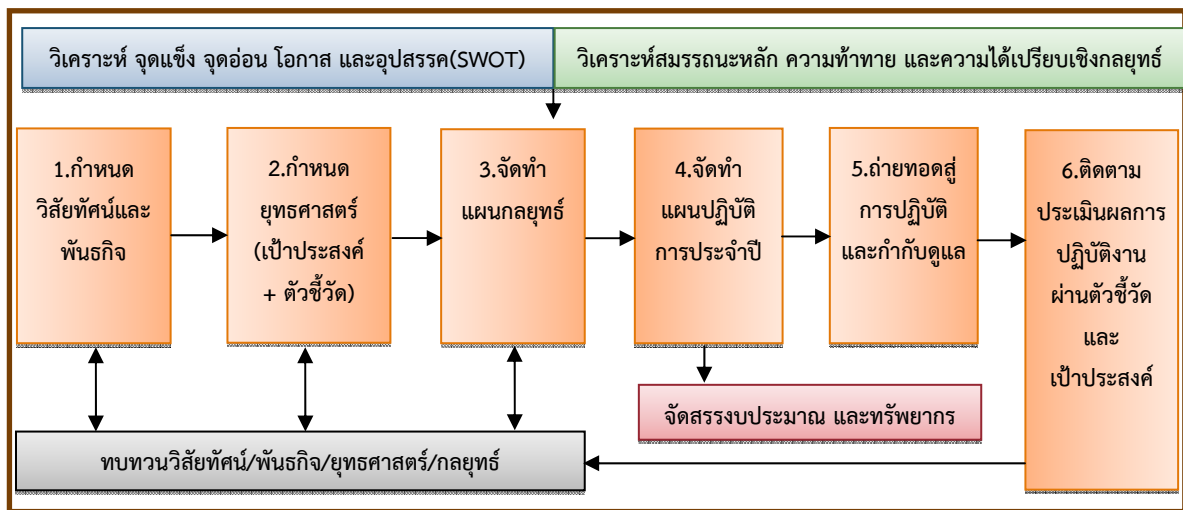 วิเคราะห์ จุดแข็ง จุดอ่อน โอกาส และอุปสรรค(SWOT)
วิเคราะห์สมรรถนะหลัก ความท้าทาย และความได้เปรียบเชิงกลยุทธ์
1.กำหนด
วิสัยทัศน์และ
พันธกิจ
2.กำหนด
ยุทธศาสตร์
(เป้าประสงค์
+ ตัวชี้วัด)
3.จัดทำ
แผนกลยุทธ์
4.จัดทำ
แผนปฏิบัติ
การประจำปี
5.ถ่ายทอดสู่
การปฏิบัติ
และกำกับดูแล
6.ติดตาม
ประเมินผลการ
ปฏิบัติงาน
ผ่านตัวชี้วัด
และ
เป้าประสงค์
จัดสรรงบประมาณ และทรัพยากร
ทบทวนวิสัยทัศน์/พันธกิจ/ยุทธศาสตร์/กลยุทธ์